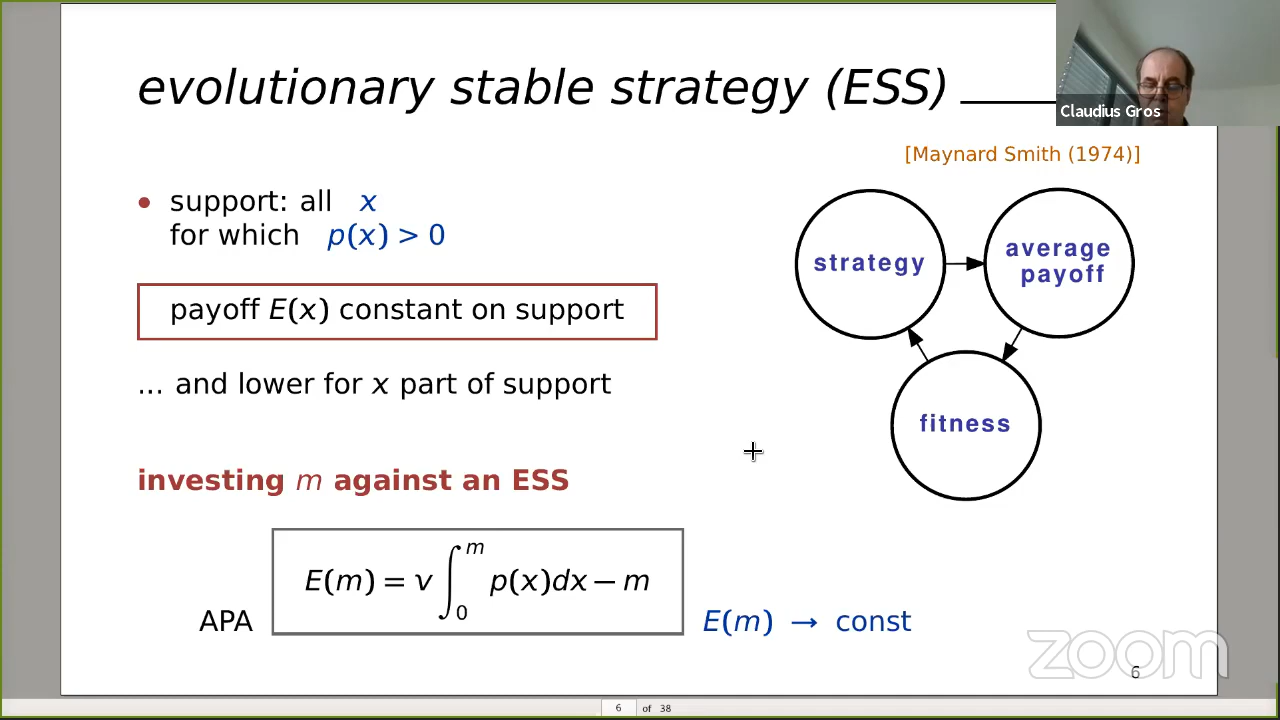 evolutionary stable strategy (ESS)
Claudius Gros
[Maynard Smith (1974)]
• support: all x
for which p(x) > 0
payoff E(x) constant on support
... and lower for x part of support
strategy
average
payoff
fitness
investing m against an ESS
APA
E(m) = v ∫₀ᵐ p(x)dx − m
E(m) → const
zoom
6
6 of 38